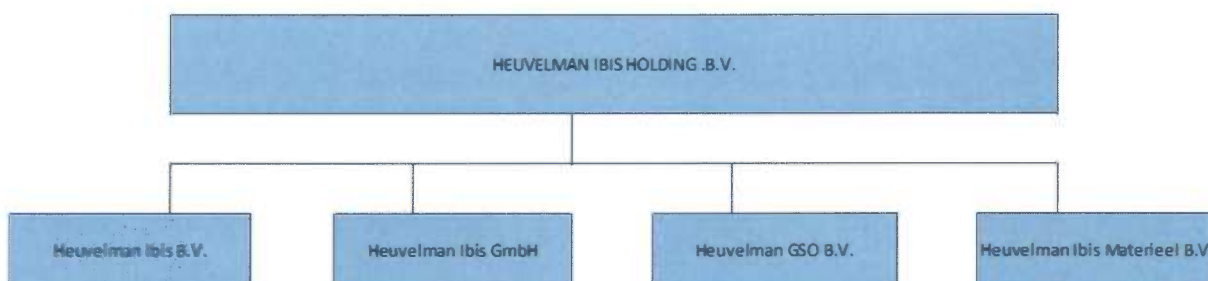 HEUVELMAN IBIS HOLDING .B.V.
Heuvelman Ibis B.V.
Heuvelman Ibis GmbH
Heuvelman GSO B.V.
Heuvelman Ibis Materieel B.V